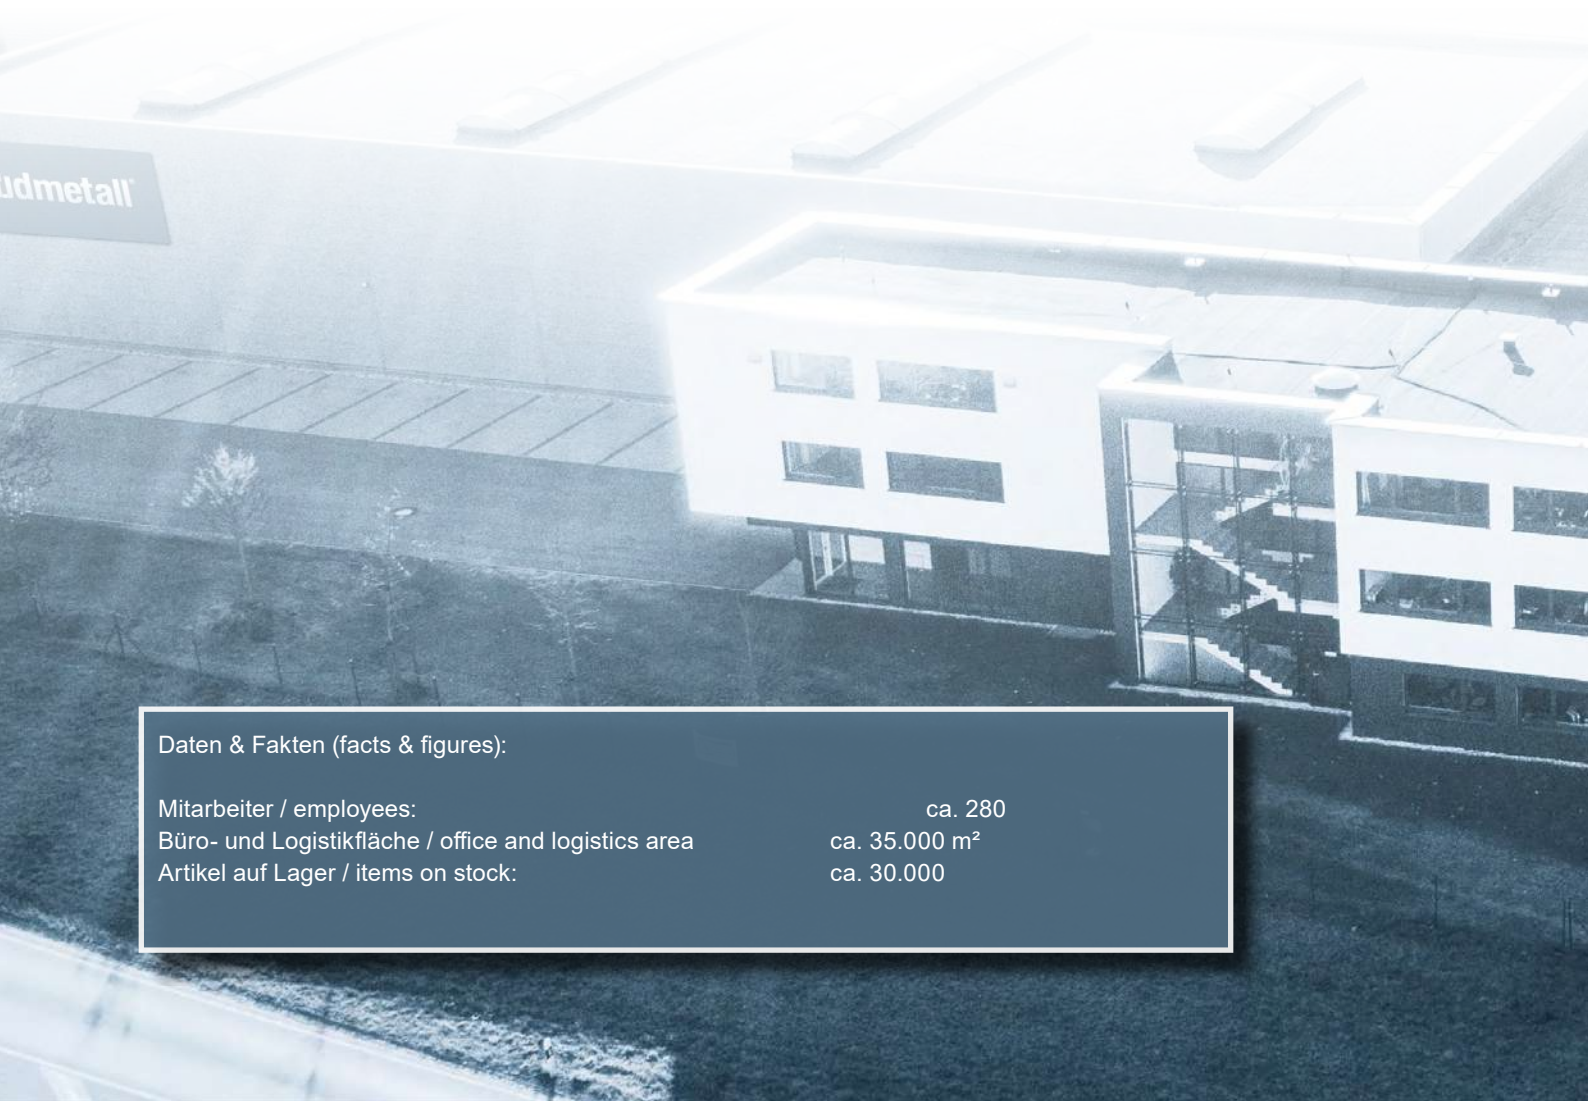 udmetall
Daten & Fakten (facts & figures):
Mitarbeiter / employees: ca. 280
Büro- und Logistikfläche / office and logistics area ca. 35.000 m²
Artikel auf Lager / items on stock: ca. 30.000